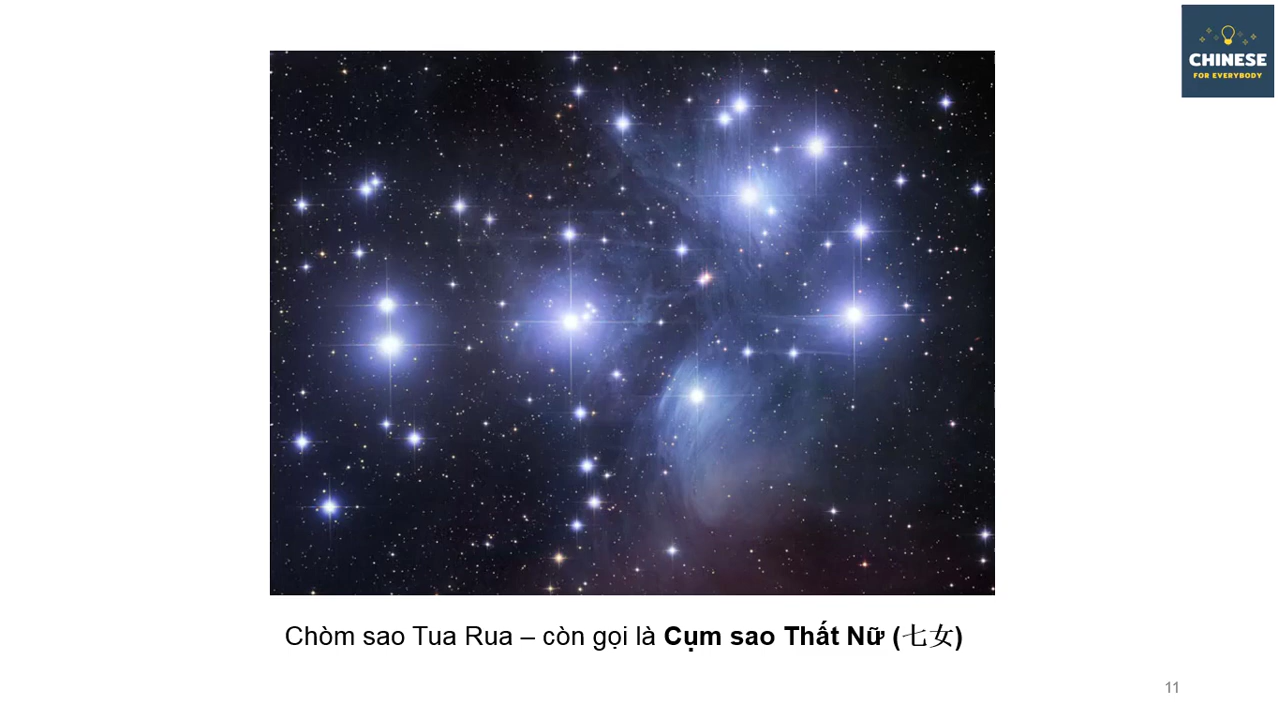 CHINESE
FOR EVERYBODY
Chòm sao Tua Rua – còn gọi là Cụm sao Thất Nữ (七女)
11